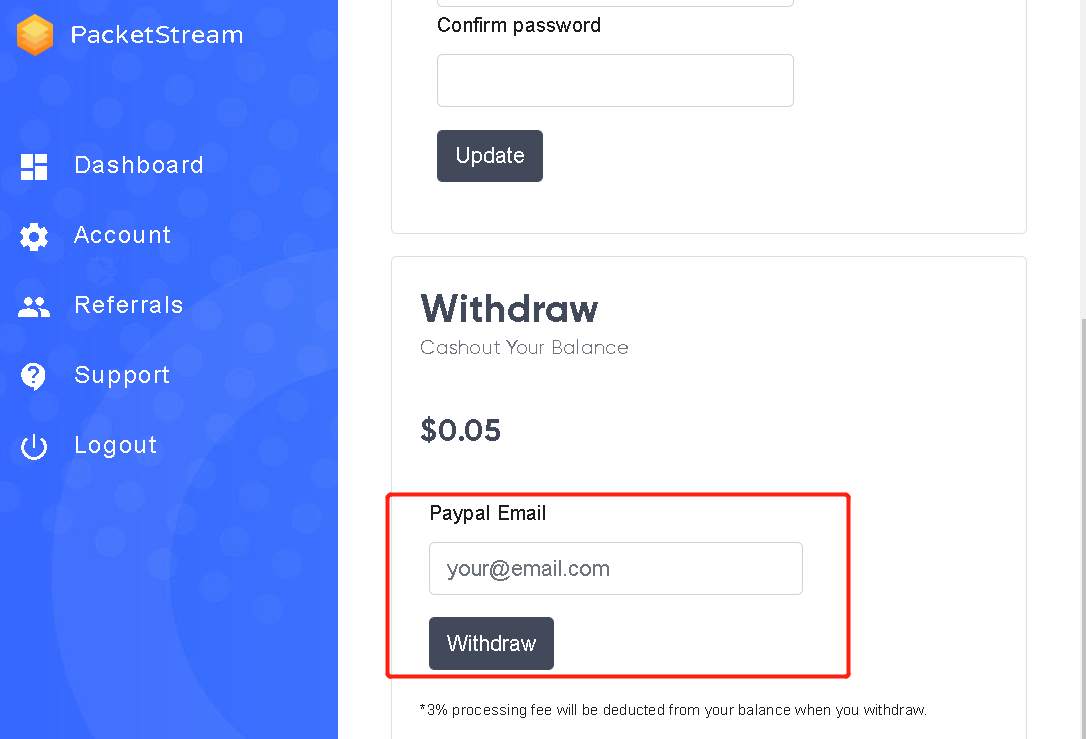 PacketStream
Dashboard
Account
Referrals
Support
Logout
Confirm password
Update
Withdraw
Cashout Your Balance
$0.05
Paypal Email
your@email.com
Withdraw
*3% processing fee will be deducted from your balance when you withdraw.